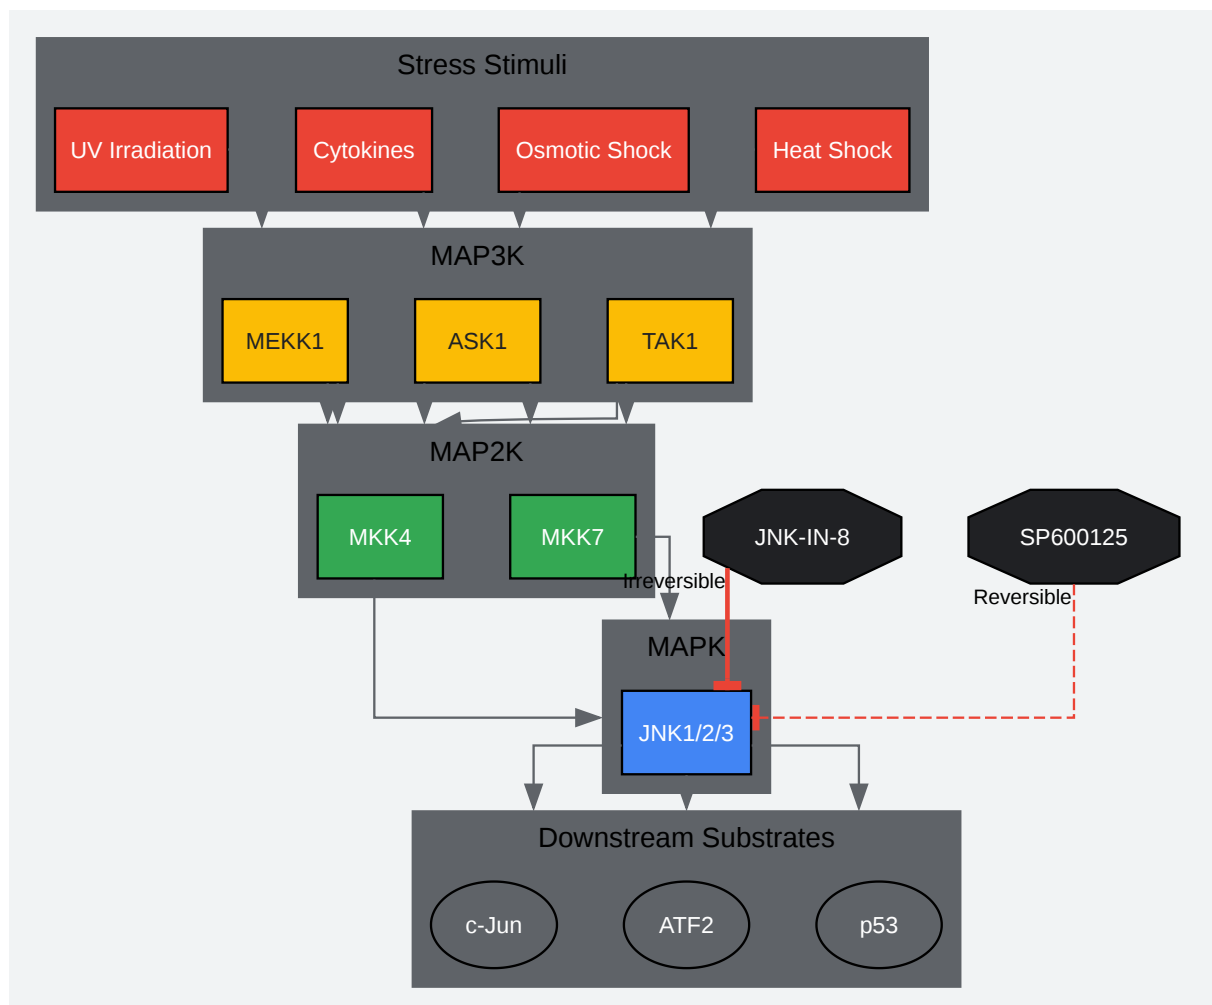 Stress Stimuli
UV Irradiation
Cytokines
Osmotic Shock
Heat Shock
MAP3K
MEKK1
ASK1
TAK1
MAP2K
MKK4
MKK7
JNK-IN-8
SP600125
Irreversible
Reversible
MAPK
JNK1/2/3
Downstream Substrates
c-Jun
ATF2
p53